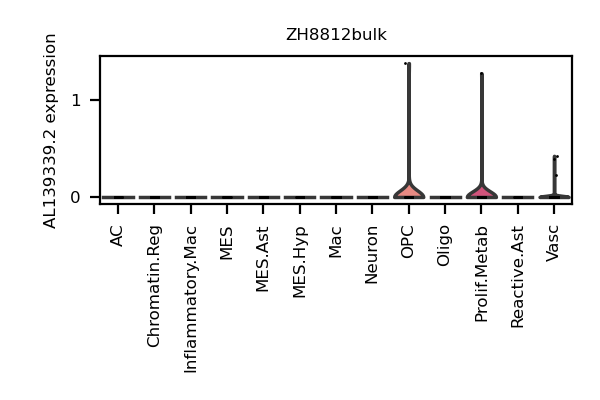 ZH8812bulk
AL139339.2 expression
1
0
AC
Chromatin.Reg
Inflammatory.Mac
MES
MES.Ast
MES.Hyp
Mac
Neuron
OPC
Oligo
Prolif.Metab
Reactive.Ast
Vasc